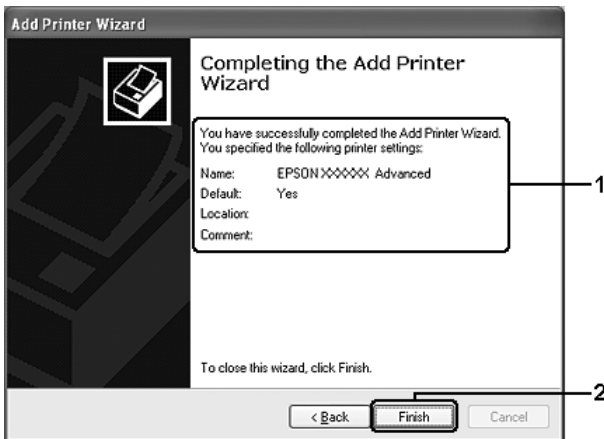 Add Printer Wizard
Completing the Add Printer
Wizard
You have successfully completed the Add Printer Wizard.
You specified the following printer settings:
Name: EPSON XXXXXX Advanced
Default: Yes
Location:
Comment:
1
To close this wizard, click Finish.
2
< Back Finish Cancel